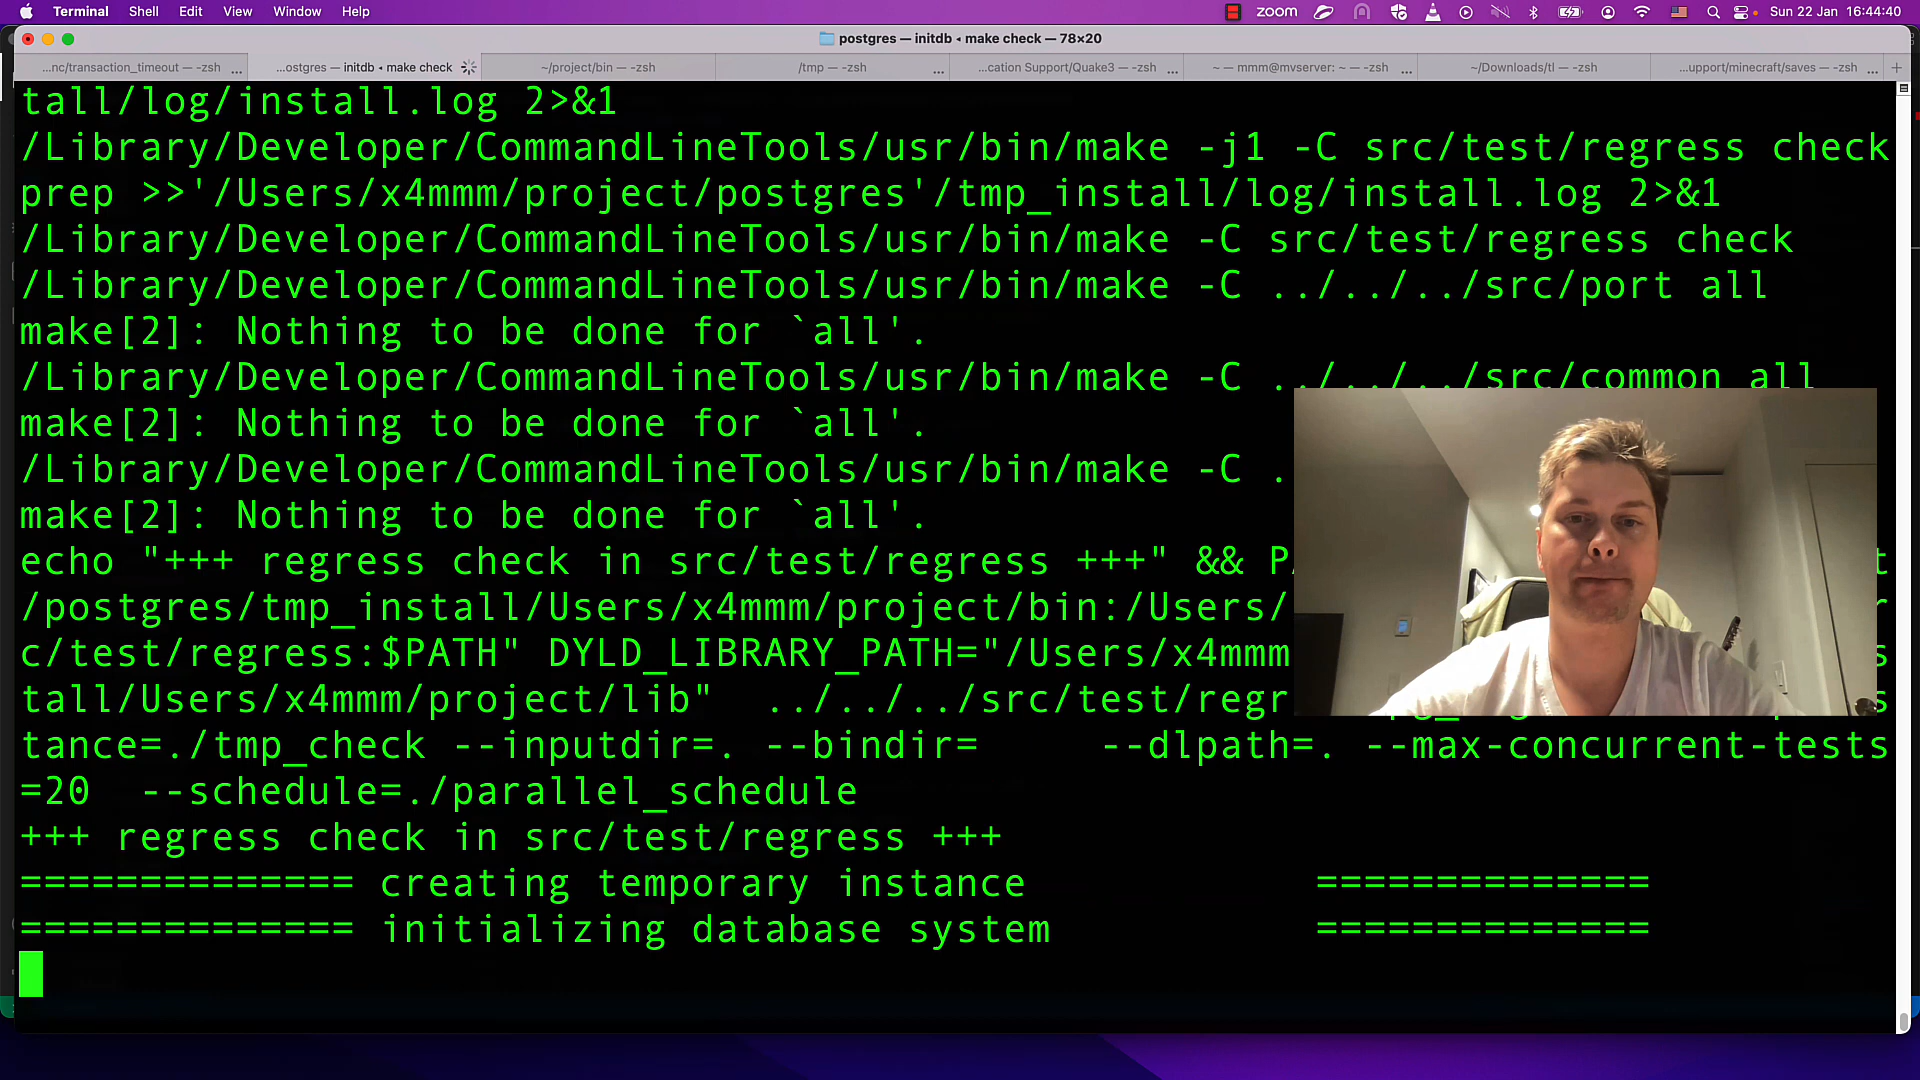 Terminal Shell Edit View Window Help zoom Sun 22 Jan 16:44:40
postgres — initdb ◂ make check — 78×20
...nc/transaction_timeout — -zsh ... ...ostgres — initdb ◂ make check ~/project/bin — -zsh /tmp — -zsh ... ...cation Support/Quake3 — -zsh ... ~ — mmm@mvserver: ~ — -zsh ... ~/Downloads/tl — -zsh ...upport/minecraft/saves — -zsh ... +
tall/log/install.log 2>&1
/Library/Developer/CommandLineTools/usr/bin/make -j1 -C src/test/regress check
prep >>'/Users/x4mmm/project/postgres'/tmp_install/log/install.log 2>&1
/Library/Developer/CommandLineTools/usr/bin/make -C src/test/regress check
/Library/Developer/CommandLineTools/usr/bin/make -C ../../../src/port all
make[2]: Nothing to be done for `all'.
/Library/Developer/CommandLineTools/usr/bin/make -C ../../../src/common all
make[2]: Nothing to be done for `all'.
/Library/Developer/CommandLineTools/usr/bin/make -C .
make[2]: Nothing to be done for `all'.
echo "+++ regress check in src/test/regress +++" && t
/postgres/tmp_install/Users/x4mmm/project/bin:/Users/ r
c/test/regress:$PATH" DYLD_LIBRARY_PATH="/Users/x4mmm s
tall/Users/x4mmm/project/lib" ../../../src/test/regr s
tance=./tmp_check --inputdir=. --bindir= --dlpath=. --max-concurrent-tests
=20 --schedule=./parallel_schedule
+++ regress check in src/test/regress +++
============== creating temporary instance ==============
============== initializing database system ==============